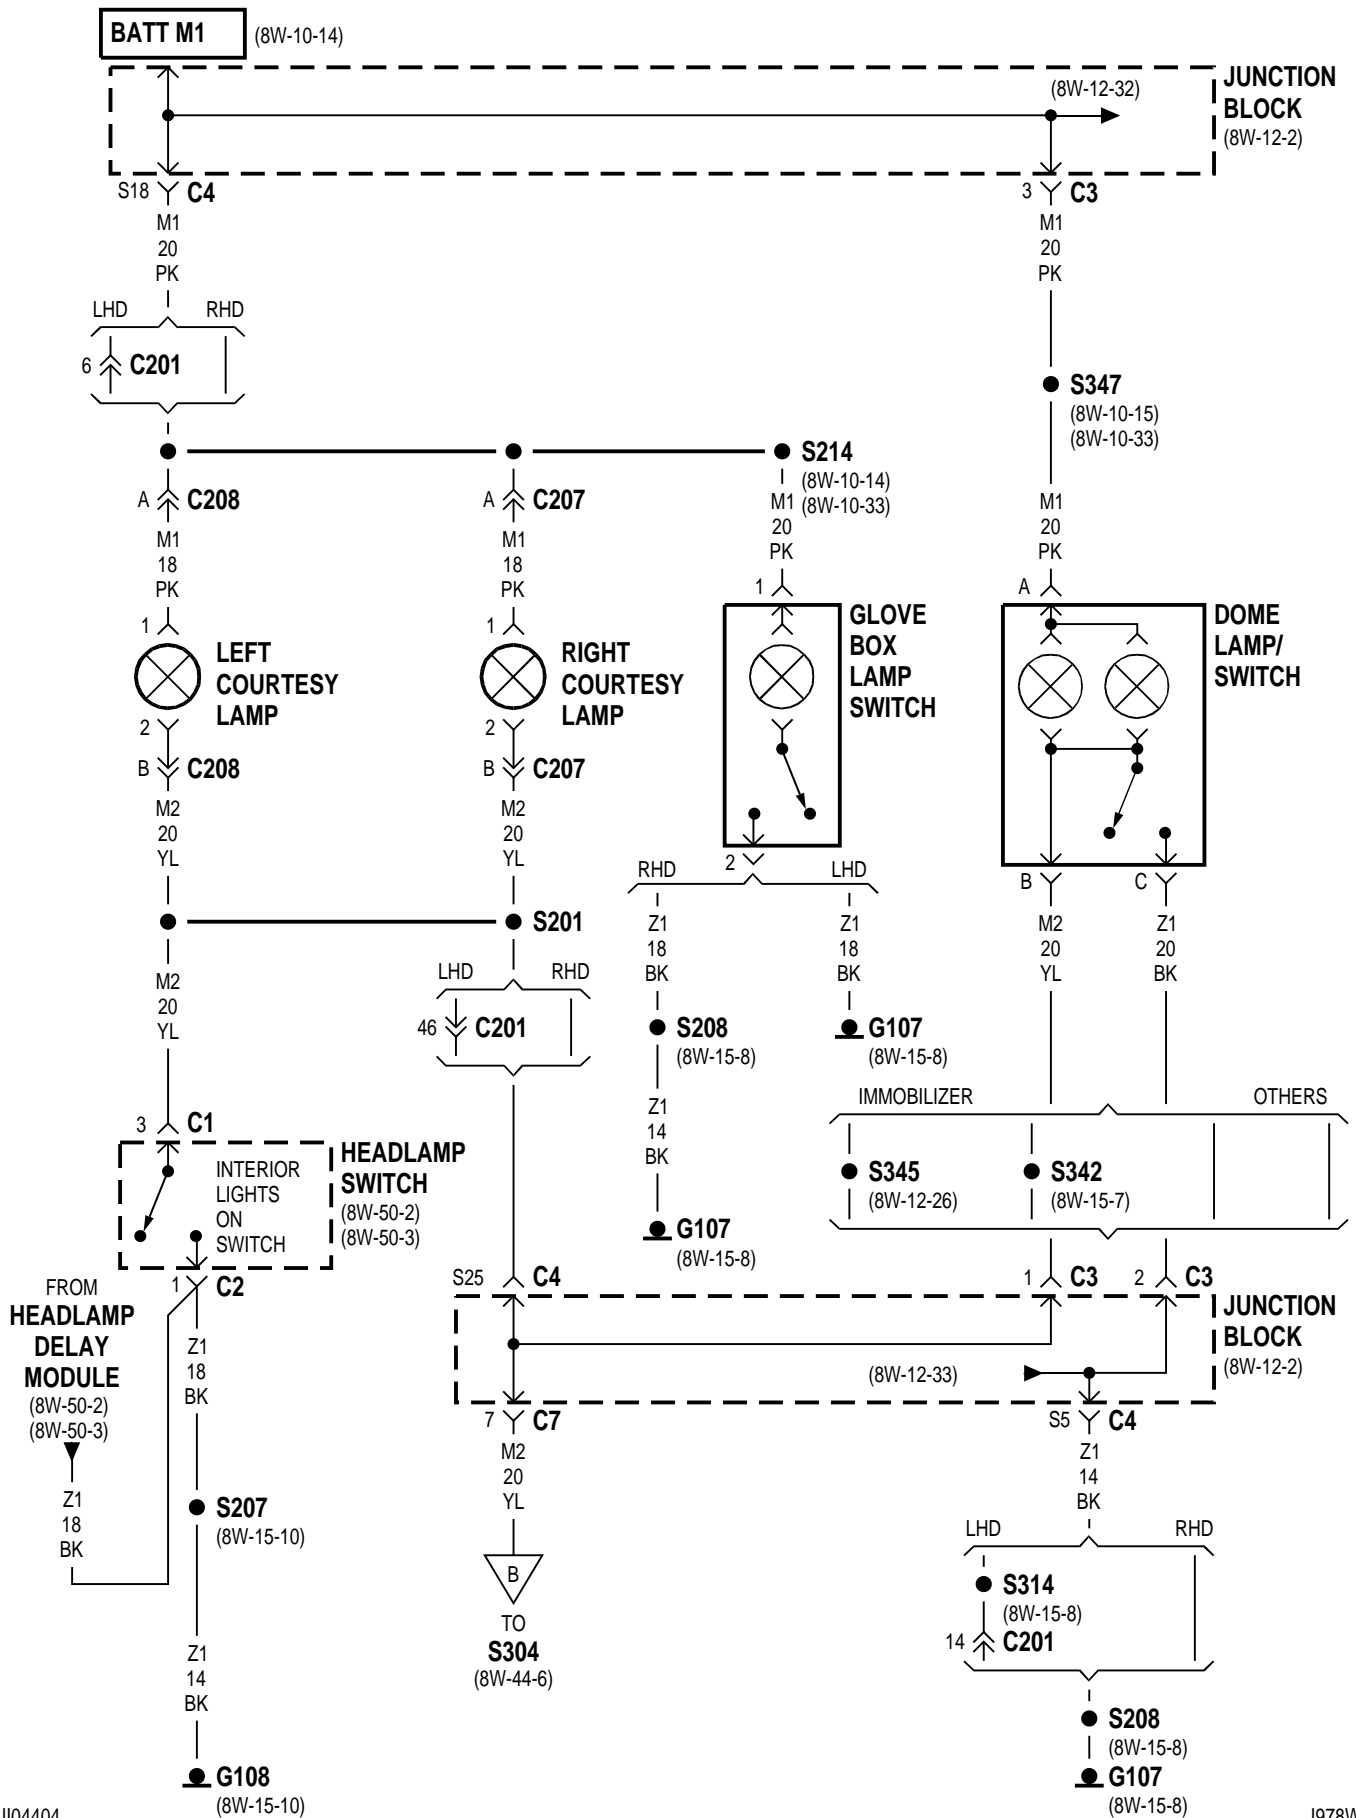 BATT M1
(8W-10-14)
(8W-12-32)
JUNCTION
BLOCK
(8W-12-2)
S18
C4
3
C3
M1
20
PK
M1
20
PK
LHD
RHD
6
C201
S347
(8W-10-15)
(8W-10-33)
S214
(8W-10-14)
(8W-10-33)
A
C208
A
C207
M1
18
PK
M1
18
PK
M1
20
PK
M1
20
PK
1
LEFT
COURTESY
LAMP
2
1
RIGHT
COURTESY
LAMP
2
1
GLOVE
BOX
LAMP
SWITCH
2
A
DOME
LAMP/
SWITCH
B
C
B
C208
B
C207
M2
20
YL
M2
20
YL
RHD
LHD
Z1
18
BK
Z1
18
BK
M2
20
YL
Z1
20
BK
S201
M2
20
YL
LHD
RHD
46
C201
S208
(8W-15-8)
G107
(8W-15-8)
Z1
14
BK
G107
(8W-15-8)
IMMOBILIZER
OTHERS
S345
(8W-12-26)
S342
(8W-15-7)
3
C1
INTERIOR
LIGHTS
ON
SWITCH
HEADLAMP
SWITCH
(8W-50-2)
(8W-50-3)
1
C2
S25
C4
1
C3
2
C3
JUNCTION
BLOCK
(8W-12-2)
(8W-12-33)
FROM
HEADLAMP
DELAY
MODULE
(8W-50-2)
(8W-50-3)
Z1
18
BK
Z1
18
BK
7
C7
S5
C4
M2
20
YL
Z1
14
BK
S207
(8W-15-10)
B
TO
S304
(8W-44-6)
LHD
RHD
S314
(8W-15-8)
14
C201
Z1
14
BK
S208
(8W-15-8)
G108
(8W-15-10)
G107
(8W-15-8)